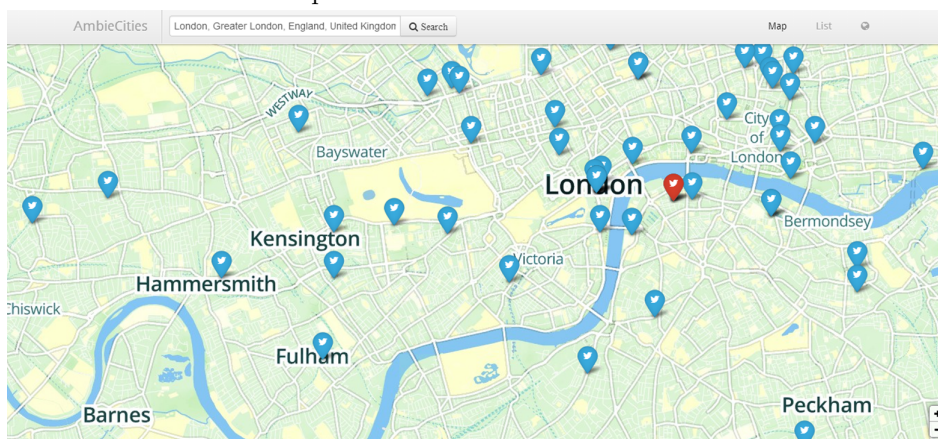 AmbieCities
London, Greater London, England, United Kingdom
Search
Map
List
WESTWAY
Bayswater
City
of
London
London
Bermondsey
Kensington
Victoria
Hammersmith
Chiswick
Fulham
Peckham
Barnes